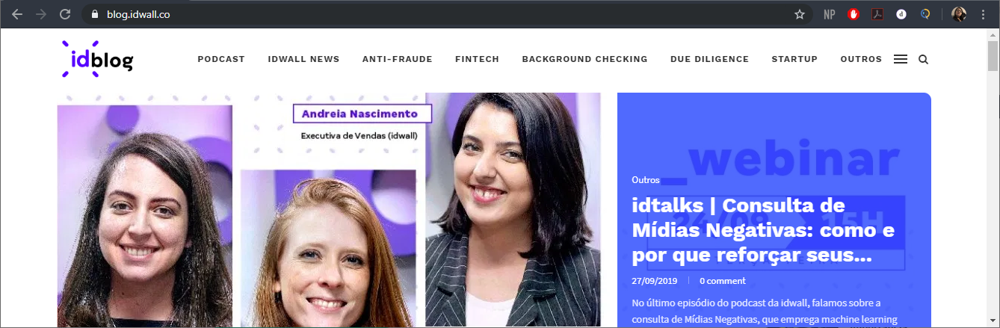 blog.idwall.co
NP
idblog
PODCAST IDWALL NEWS ANTI-FRAUDE FINTECH BACKGROUND CHECKING DUE DILIGENCE STARTUP OUTROS
Andreia Nascimento
Executiva de Vendas (idwall)
_webinar
15H
Outros
idtalks | Consulta de
Mídias Negativas: como e
por que reforçar seus...
27/09/2019 0 comment
No último episódio do podcast da idwall, falamos sobre a
consulta de Mídias Negativas, que emprega machine learning